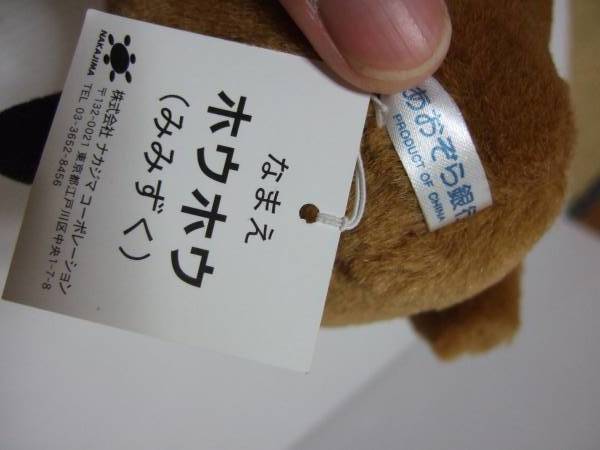 なまえ
ホウホウ
(みみずく)
NAKAJIMA
株式会社 ナカジマ コーポレーション
〒132-0021 東京都江戸川区中央1-7-8
TEL 03-3652-8456
あおぞら銀行
PRODUCT OF CHINA